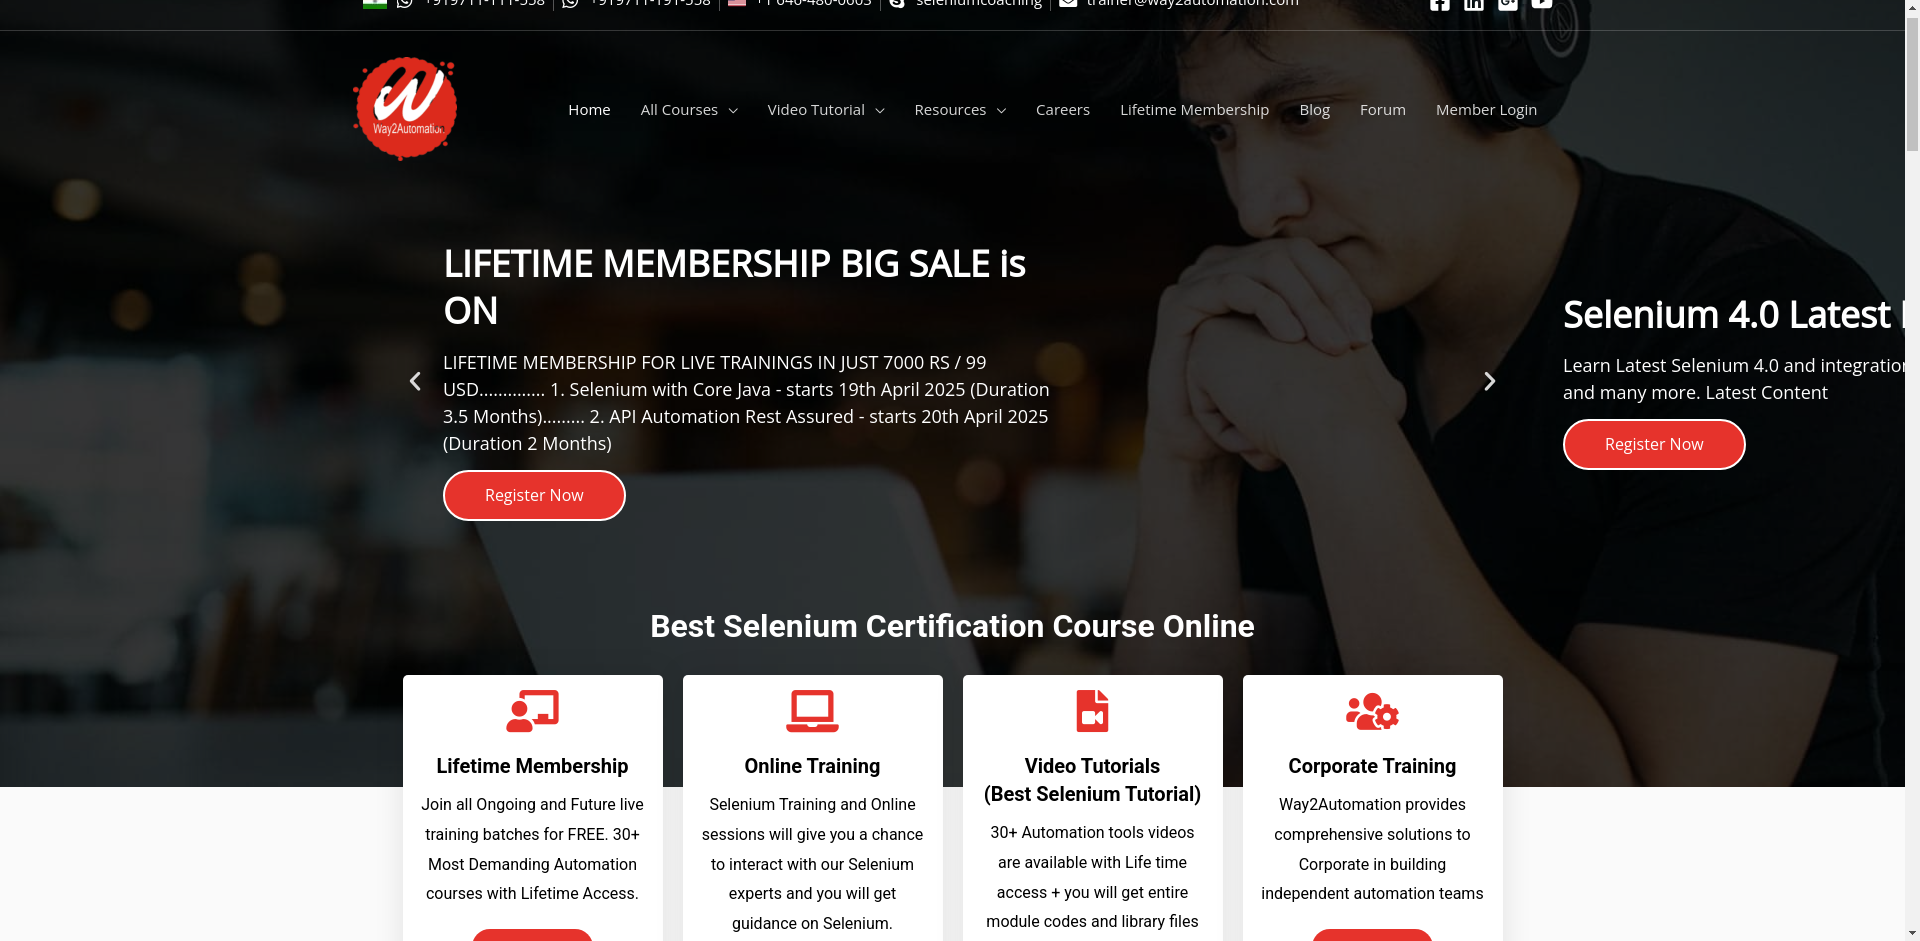 +919711-111-558
+919711-191-558
+1 646-480-0603
seleniumcoaching
trainer@way2automation.com
Way2Automation
Home
All Courses
Video Tutorial
Resources
Careers
Lifetime Membership
Blog
Forum
Member Login
LIFETIME MEMBERSHIP BIG SALE is
ON
LIFETIME MEMBERSHIP FOR LIVE TRAININGS IN JUST 7000 RS / 99
USD............. 1. Selenium with Core Java - starts 19th April 2025 (Duration
3.5 Months)......... 2. API Automation Rest Assured - starts 20th April 2025
(Duration 2 Months)
Register Now
Selenium 4.0 Latest
Learn Latest Selenium 4.0 and integration
and many more. Latest Content
Register Now
Best Selenium Certification Course Online
Lifetime Membership
Join all Ongoing and Future live
training batches for FREE. 30+
Most Demanding Automation
courses with Lifetime Access.
Online Training
Selenium Training and Online
sessions will give you a chance
to interact with our Selenium
experts and you will get
guidance on Selenium.
Video Tutorials
(Best Selenium Tutorial)
30+ Automation tools videos
are available with Life time
access + you will get entire
module codes and library files
Corporate Training
Way2Automation provides
comprehensive solutions to
Corporate in building
independent automation teams